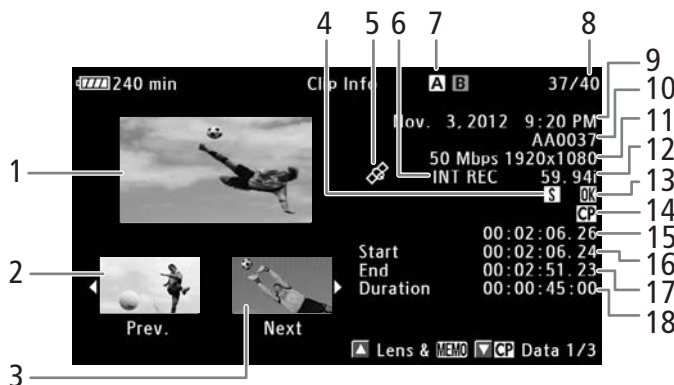 4 5 6 7 8
240 min Clip Info A B 37/40
9
Nov. 3, 2012 9:20 PM
10
AA0037
11
50 Mbps 1920x1080
12
INT REC 59.94i
13
S OK
14
CP
15
00:02:06.26
16
Start 00:02:06.24
17
End 00:02:51.23
18
Duration 00:00:45:00
1
2
3
Prev. Next
Lens & MEMO CP Data 1/3